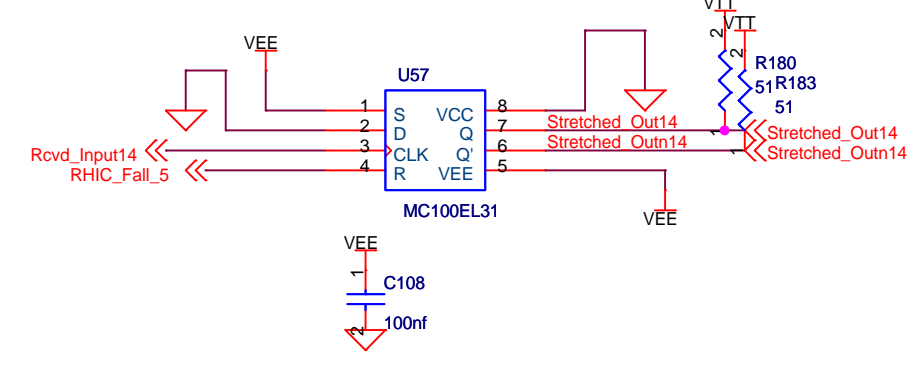 VTT
VTT
VEE
2
2
U57
R180
51
R183
51
1
S
VCC
8
2
D
Q
7
Stretched_Out14
1
Stretched_Out14
3
CLK
Q'
6
Stretched_Outn14
1
Stretched_Outn14
Rcvd_Input14
4
R
VEE
5
RHIC_Fall_5
MC100EL31
VEE
VEE
1
C108
2
100nf